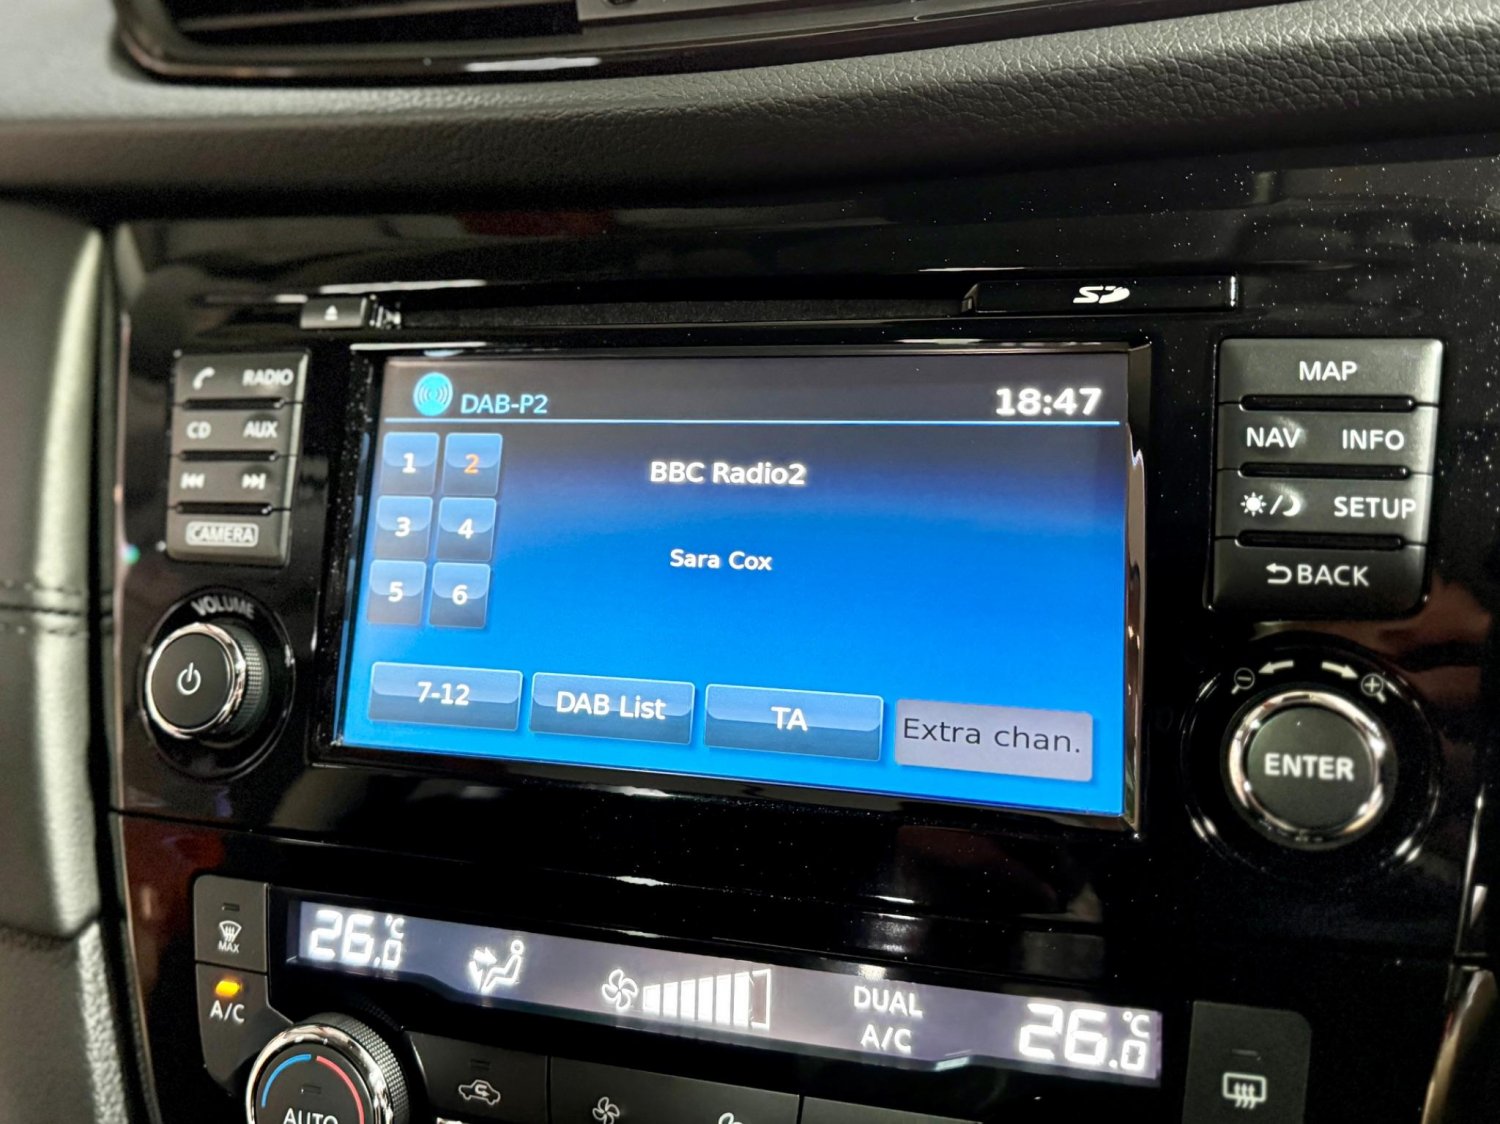 SD
RADIO
CD AUX
CAMERA
VOLUME
DAB-P2
18:47
1 2
3 4
5 6
BBC Radio2
Sara Cox
7-12
DAB List
TA
Extra chan.
MAP
NAV INFO
SETUP
BACK
ENTER
MAX
A/C
26.0°C
DUAL
A/C
26.0°C
AUTO